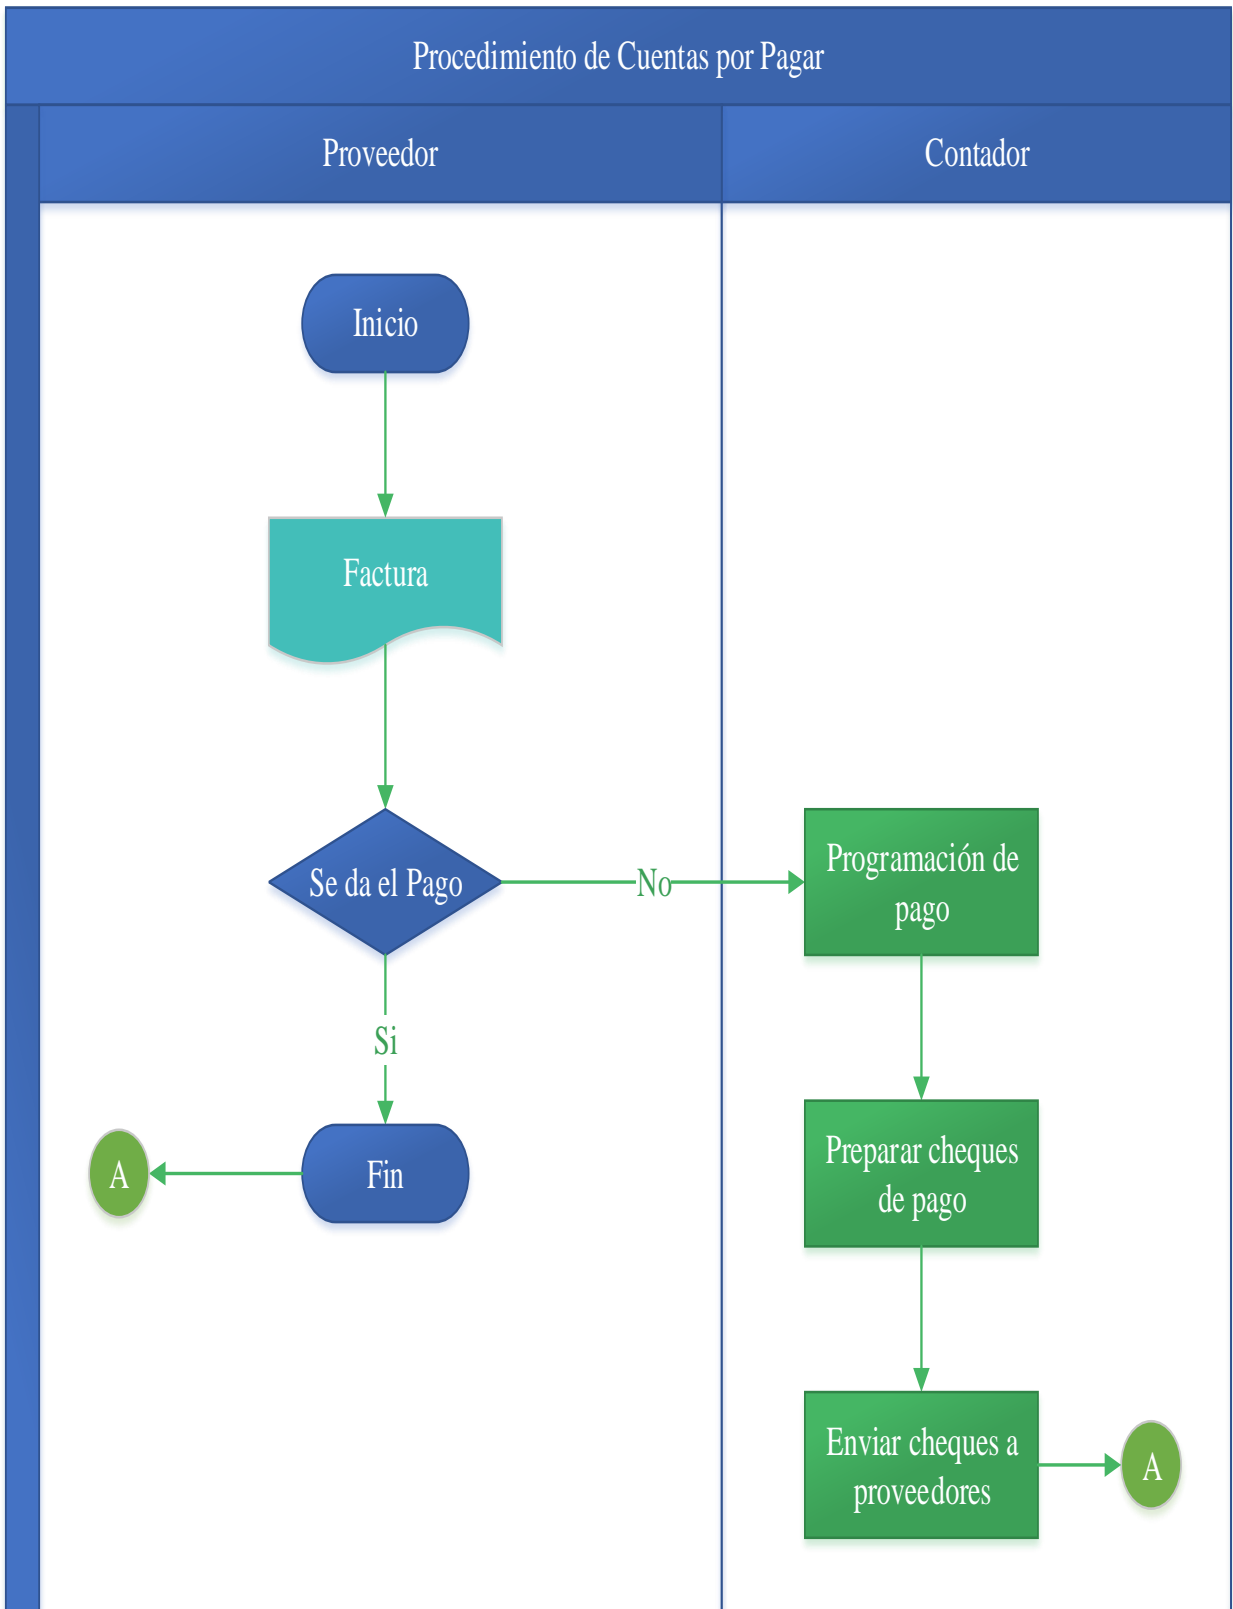 Procedimiento de Cuentas por Pagar
Proveedor
Contador
Inicio
Factura
Se da el Pago
No
Programación de
pago
Si
Preparar cheques
de pago
A
Fin
Enviar cheques a
proveedores
A